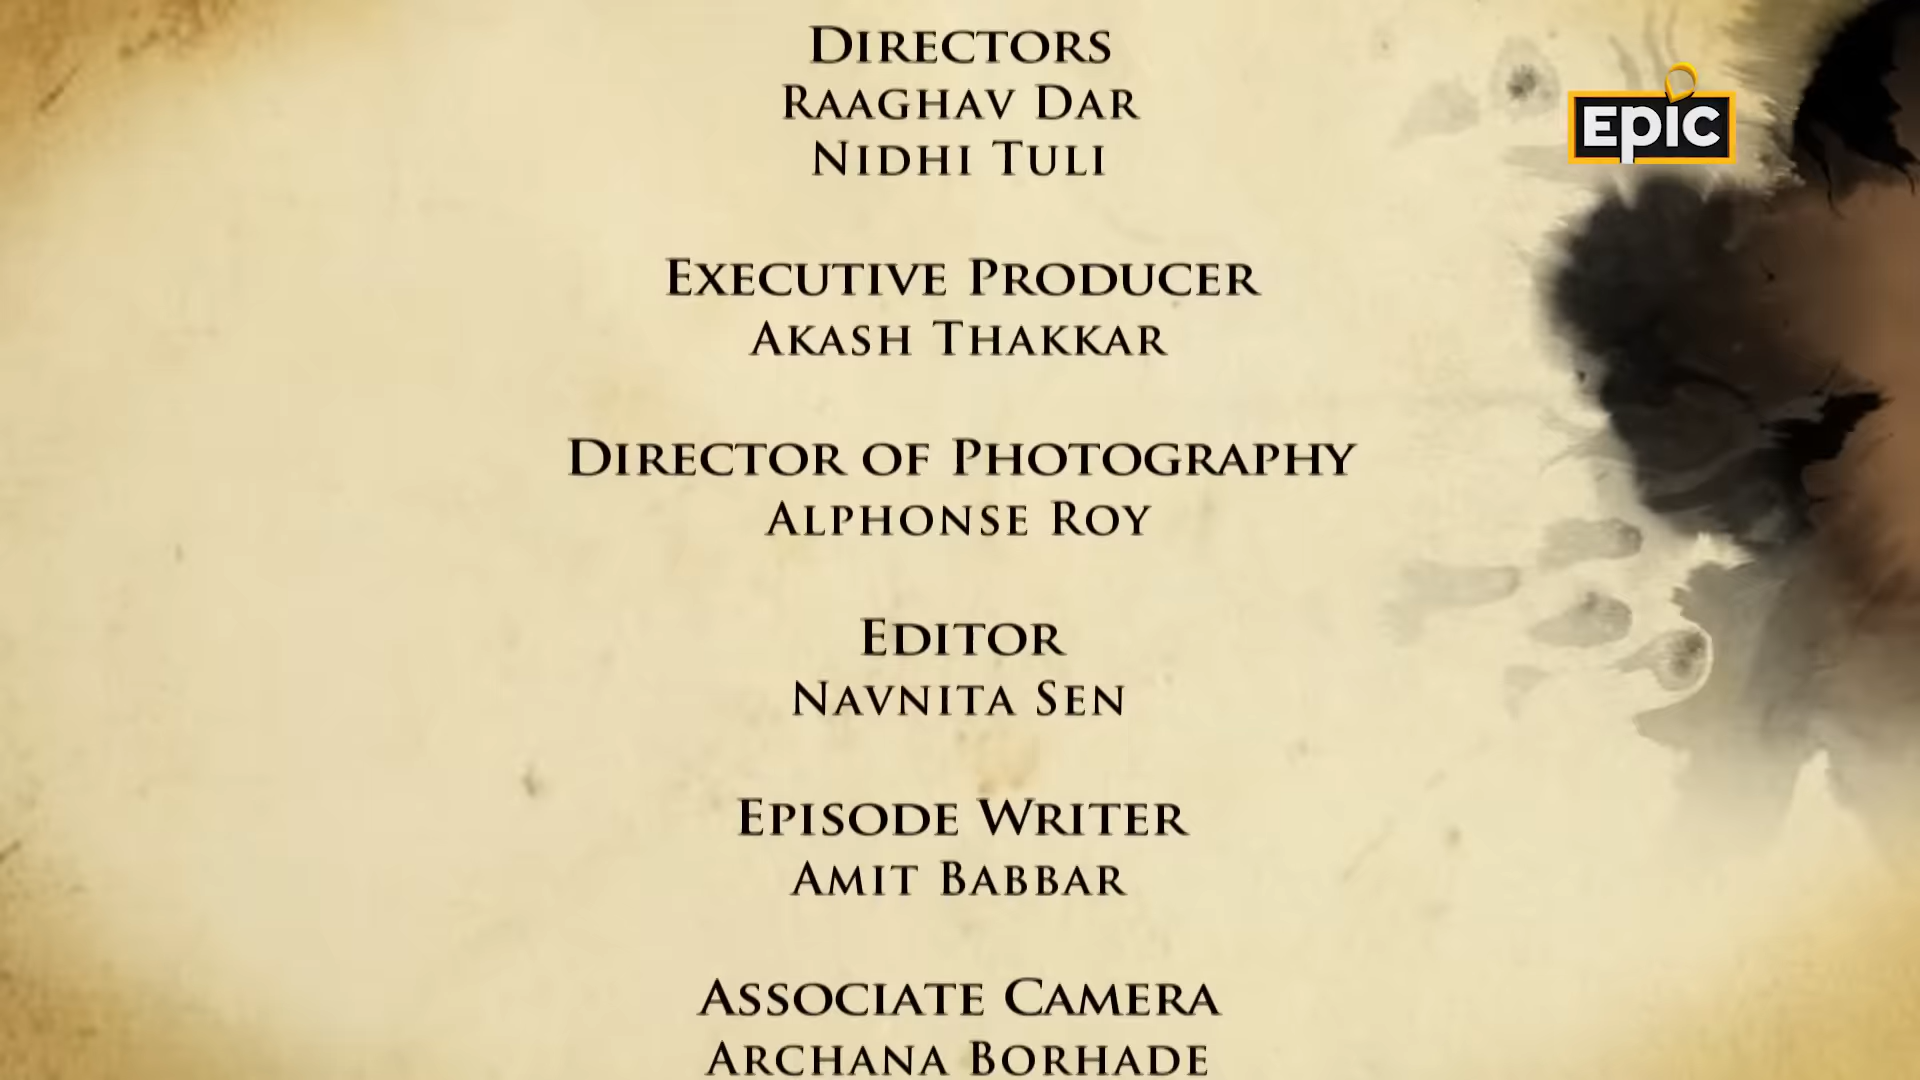 DIRECTORS
RAAGHAV DAR
NIDHI TULI
EPIC
EXECUTIVE PRODUCER
AKASH THAKKAR
DIRECTOR OF PHOTOGRAPHY
ALPHONSE ROY
EDITOR
NAVNITA SEN
EPISODE WRITER
AMIT BABBAR
ASSOCIATE CAMERA
ARCHANA BORHADE